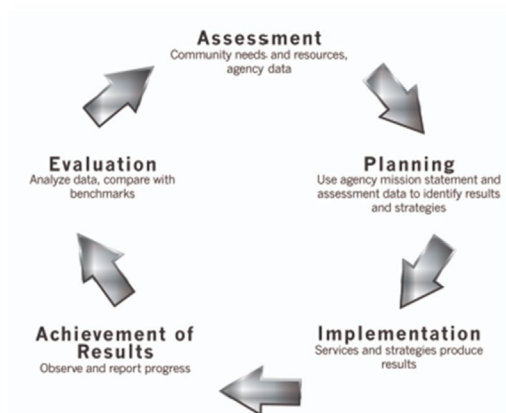 Assessment
Community needs and resources,
agency data
Evaluation
Analyze data, compare with
benchmarks
Planning
Use agency mission statement and
assessment data to identify results
and strategies
Achievement of
Results
Observe and report progress
Implementation
Services and strategies produce
results